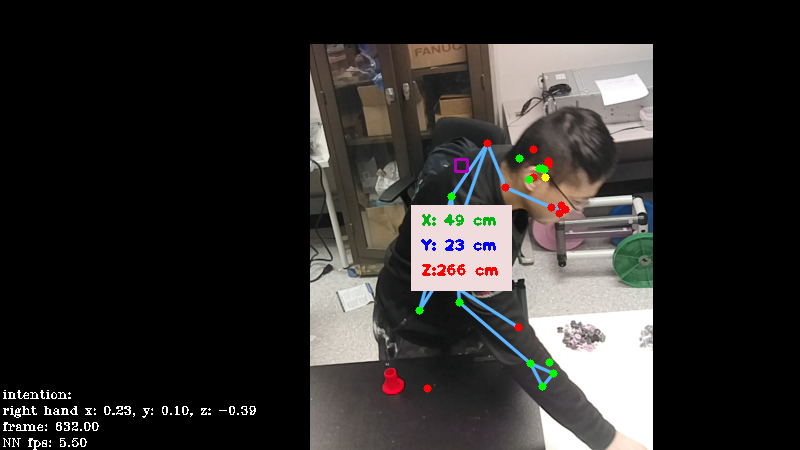 FANUC
X: 49 cm
Y: 23 cm
Z:266 cm
intention:
right hand x: 0.23, y: 0.10, z: -0.39
frame: 632.00
NN fps: 5.50